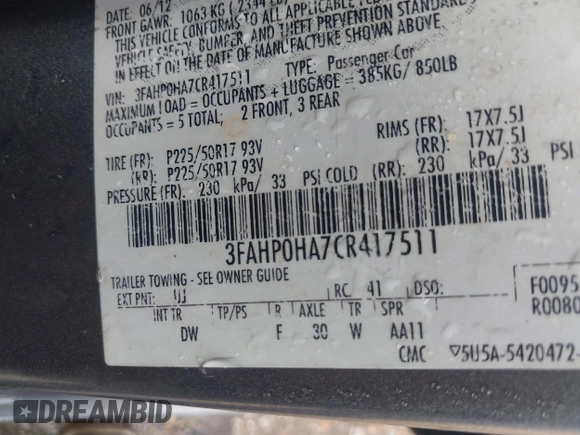 DATE: 06/12
FRONT GAWR: 1063 KG
THIS VEHICLE CONFORMS TO ALL APPLICABLE FEDERAL MOTOR
VEHICLE SAFETY, BUMPER, AND THEFT PREVENTION STANDARDS
IN EFFECT ON THE DATE OF MANUFACTURE SHOWN ABOVE.
VIN: 3FAHP0HA7CR417511 TYPE: Passenger Car
MAXIMUM LOAD = OCCUPANTS + LUGGAGE = 385KG/ 850LB
OCCUPANTS = 5 TOTAL; 2 FRONT, 3 REAR
TIRE (FR): P225/50R17 93V RIMS (FR): 17X7.5J
(RR): P225/50R17 93V (RR): 17X7.5J
PRESSURE (FR): 230 kPa/ 33 PSI COLD (RR): 230 kPa/ 33 PSI
3FAHP0HA7CR417511
TRAILER TOWING - SEE OWNER GUIDE
EXT PNT: UJ RC: 41 DSO: F0095
INT TR TP/PS R AXLE TR SPR R0080
DW F 30 W AA11
CMC ▽5U5A-5420472-
DREAMBID